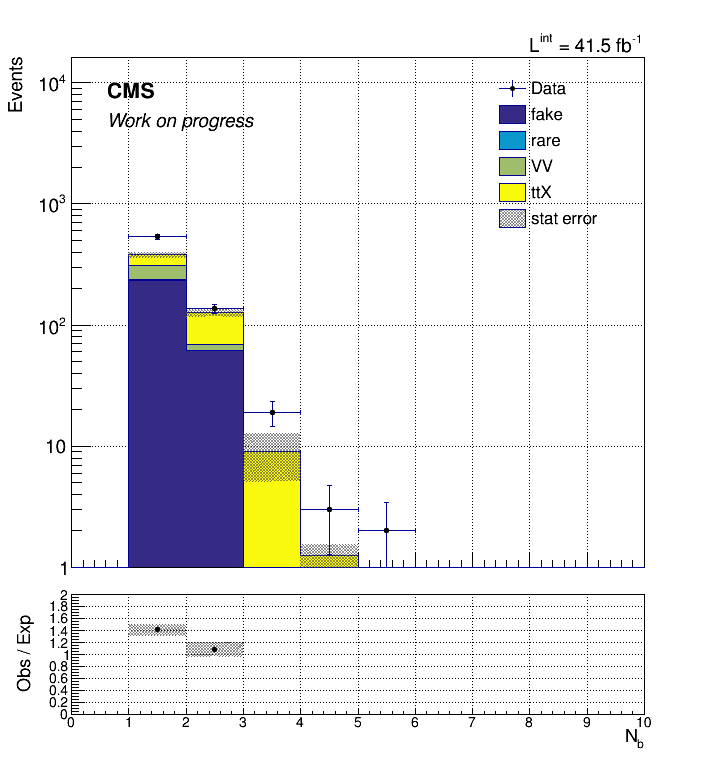 L^int = 41.5 fb^-1
Events
10^4
10^3
10^2
10
1
CMS
Work on progress
Data
fake
rare
VV
ttX
stat error
Obs / Exp
2
1.8
1.6
1.4
1.2
1
0.8
0.6
0.4
0.2
0
0 1 2 3 4 5 6 7 8 9 10
N_b